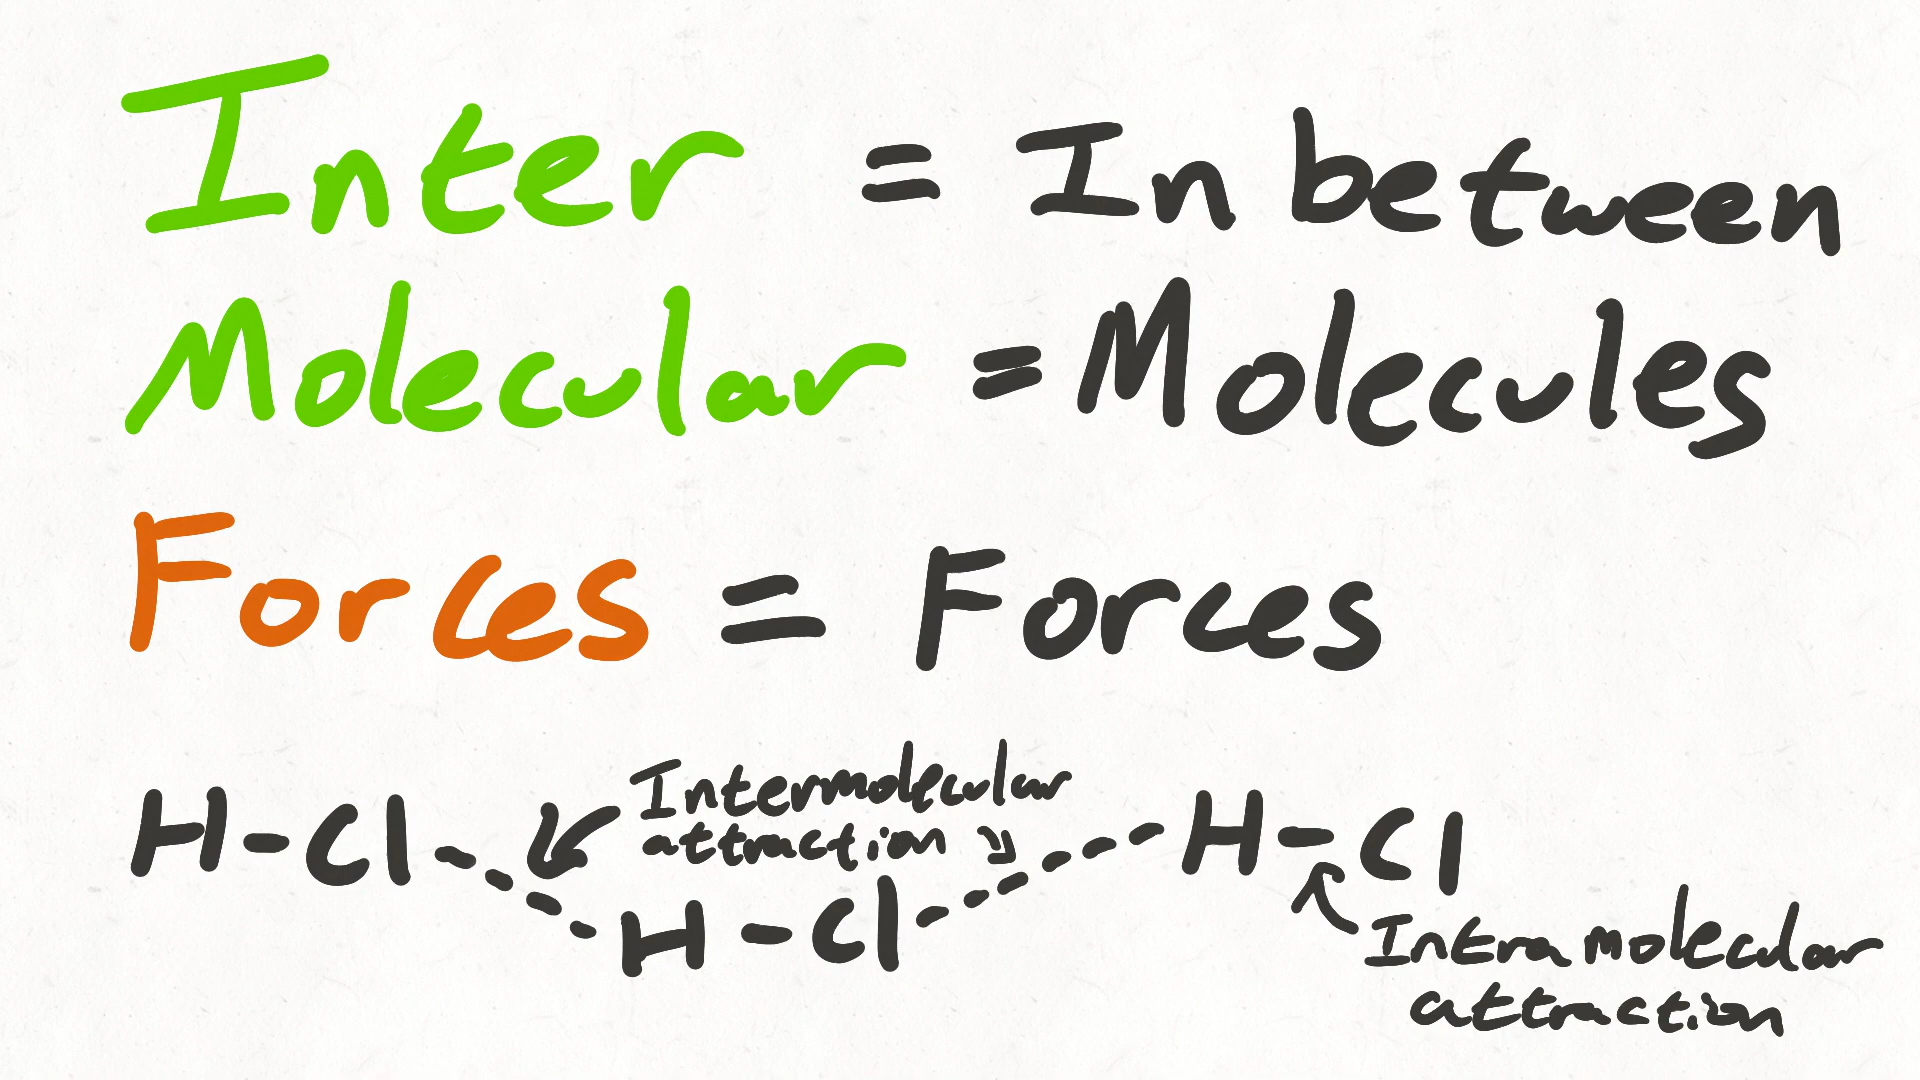 Inter = In between
Molecular = Molecules
Forces = Forces
Intermolecular
attraction
H-Cl
H-Cl
H-Cl
Intramolecular
attraction